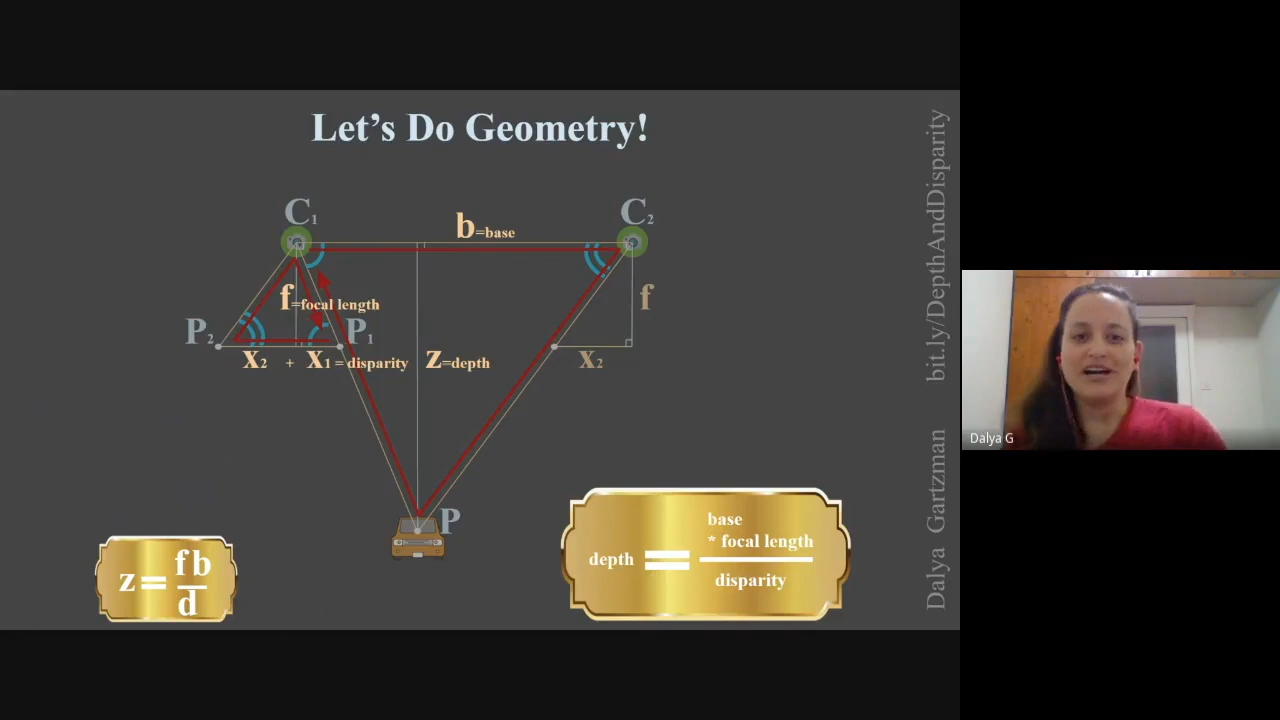 Let's Do Geometry!
C1
C2
b=base
f=focal length
f
P2
P1
X2 + X1 = disparity
Z=depth
X2
P
z = f b
d
depth = base
* focal length
disparity
bit.ly/DepthAndDisparity
Dalya Gartzman
Dalya G